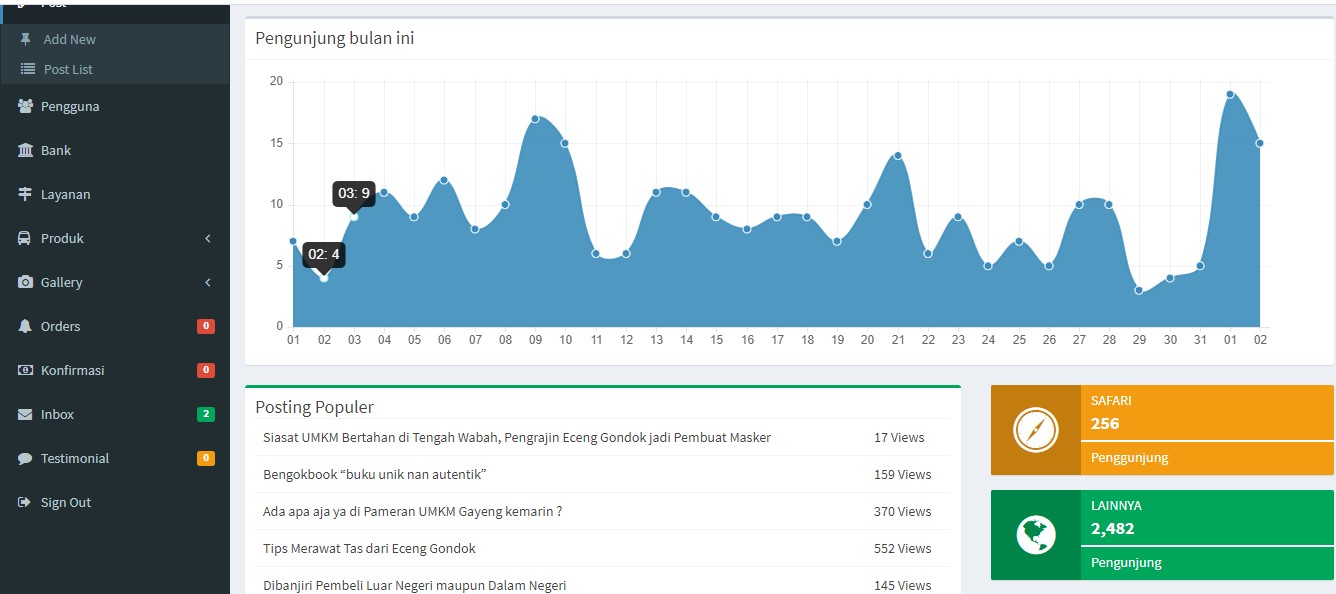 Post
Add New
Post List
Pengguna
Bank
Layanan
Produk
Gallery
Orders 0
Konfirmasi 0
Inbox 2
Testimonial 0
Sign Out
Pengunjung bulan ini
20
15
10
5
0
03: 9
02: 4
01 02 03 04 05 06 07 08 09 10 11 12 13 14 15 16 17 18 19 20 21 22 23 24 25 26 27 28 29 30 31 01 02
Posting Populer
Siasat UMKM Bertahan di Tengah Wabah, Pengrajin Eceng Gondok jadi Pembuat Masker 17 Views
Bengokbook “buku unik nan autentik” 159 Views
Ada apa aja ya di Pameran UMKM Gayeng kemarin ? 370 Views
Tips Merawat Tas dari Eceng Gondok 552 Views
Dibanjiri Pembeli Luar Negeri maupun Dalam Negeri 145 Views
SAFARI
256
Penggunjung
LAINNYA
2,482
Pengunjung